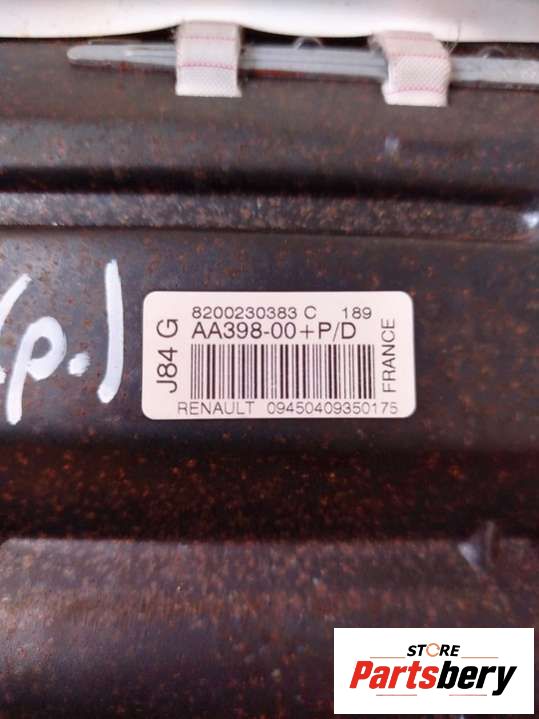 8200230383 C 189
J84 G
AA398-00+P/D
FRANCE
RENAULT 09450409350175
p.)
STORE
Partsbery